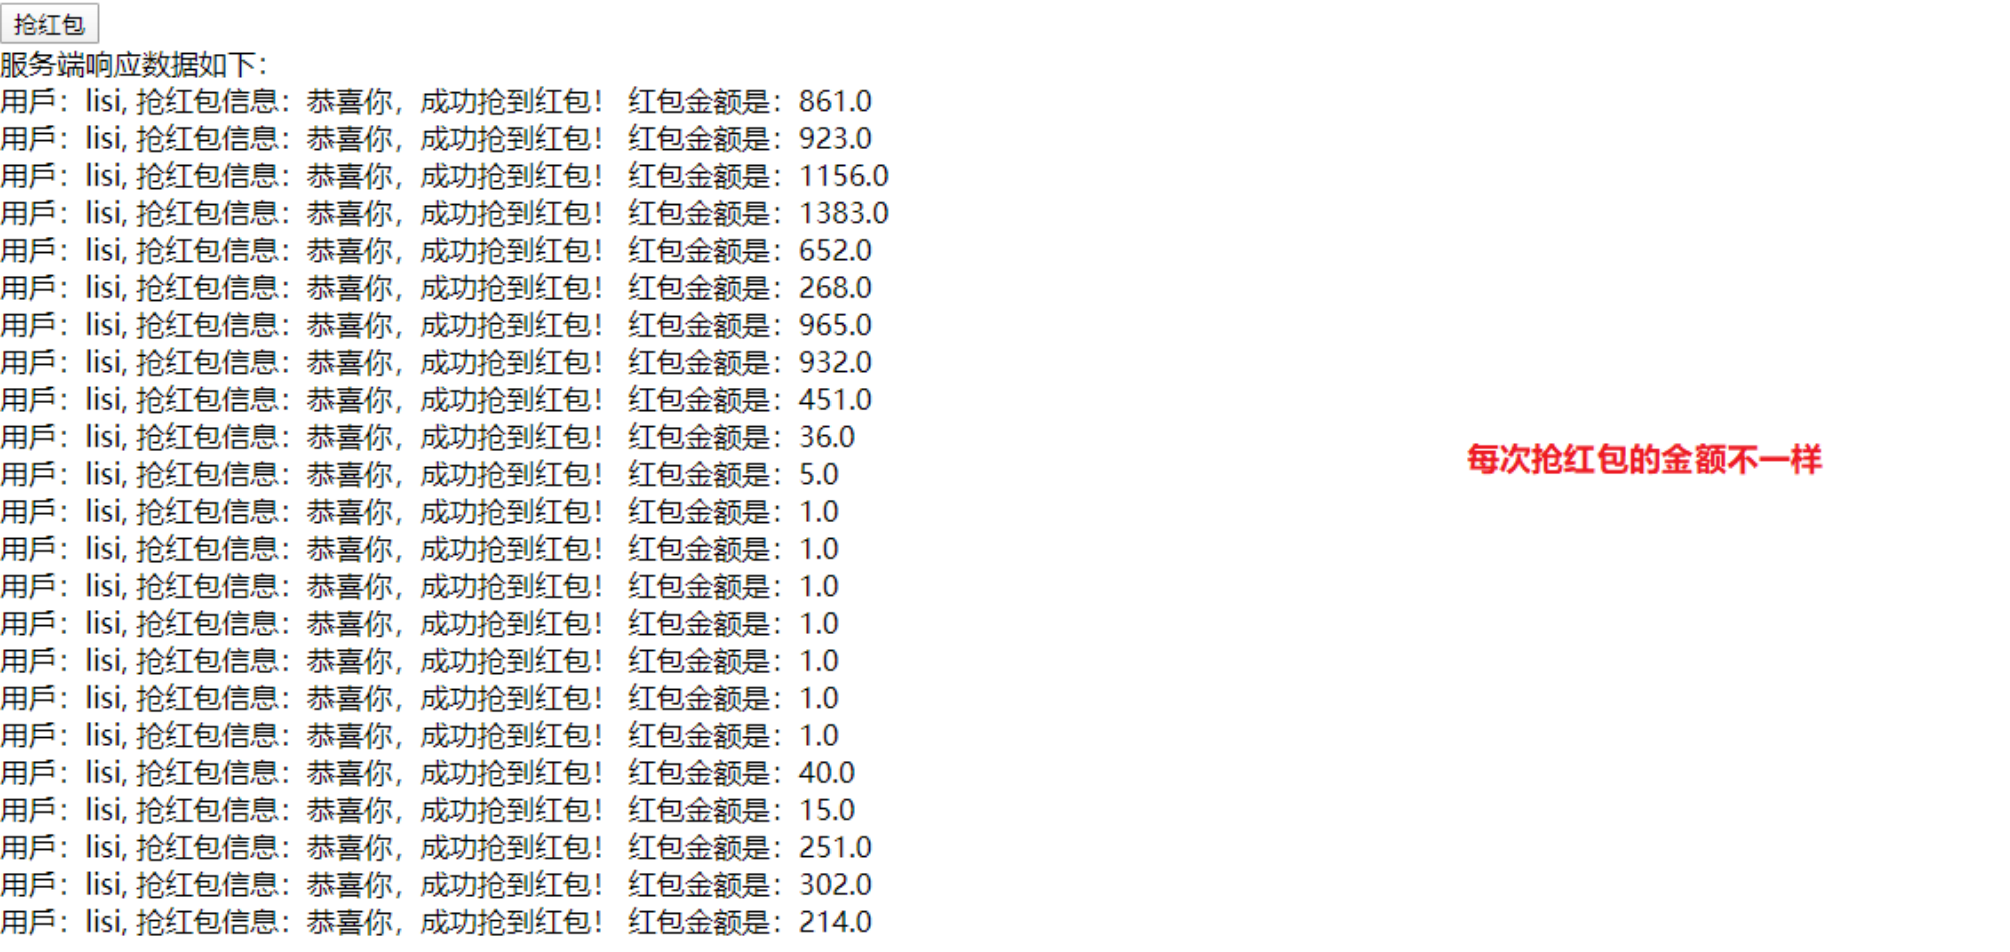 抢红包
服务端响应数据如下：
用戶：lisi, 抢红包信息：恭喜你，成功抢到红包！ 红包金额是：861.0
用戶：lisi, 抢红包信息：恭喜你，成功抢到红包！ 红包金额是：923.0
用戶：lisi, 抢红包信息：恭喜你，成功抢到红包！ 红包金额是：1156.0
用戶：lisi, 抢红包信息：恭喜你，成功抢到红包！ 红包金额是：1383.0
用戶：lisi, 抢红包信息：恭喜你，成功抢到红包！ 红包金额是：652.0
用戶：lisi, 抢红包信息：恭喜你，成功抢到红包！ 红包金额是：268.0
用戶：lisi, 抢红包信息：恭喜你，成功抢到红包！ 红包金额是：965.0
用戶：lisi, 抢红包信息：恭喜你，成功抢到红包！ 红包金额是：932.0
用戶：lisi, 抢红包信息：恭喜你，成功抢到红包！ 红包金额是：451.0
用戶：lisi, 抢红包信息：恭喜你，成功抢到红包！ 红包金额是：36.0
每次抢红包的金额不一样
用戶：lisi, 抢红包信息：恭喜你，成功抢到红包！ 红包金额是：5.0
用戶：lisi, 抢红包信息：恭喜你，成功抢到红包！ 红包金额是：1.0
用戶：lisi, 抢红包信息：恭喜你，成功抢到红包！ 红包金额是：1.0
用戶：lisi, 抢红包信息：恭喜你，成功抢到红包！ 红包金额是：1.0
用戶：lisi, 抢红包信息：恭喜你，成功抢到红包！ 红包金额是：1.0
用戶：lisi, 抢红包信息：恭喜你，成功抢到红包！ 红包金额是：1.0
用戶：lisi, 抢红包信息：恭喜你，成功抢到红包！ 红包金额是：1.0
用戶：lisi, 抢红包信息：恭喜你，成功抢到红包！ 红包金额是：1.0
用戶：lisi, 抢红包信息：恭喜你，成功抢到红包！ 红包金额是：40.0
用戶：lisi, 抢红包信息：恭喜你，成功抢到红包！ 红包金额是：15.0
用戶：lisi, 抢红包信息：恭喜你，成功抢到红包！ 红包金额是：251.0
用戶：lisi, 抢红包信息：恭喜你，成功抢到红包！ 红包金额是：302.0
用戶：lisi, 抢红包信息：恭喜你，成功抢到红包！ 红包金额是：214.0